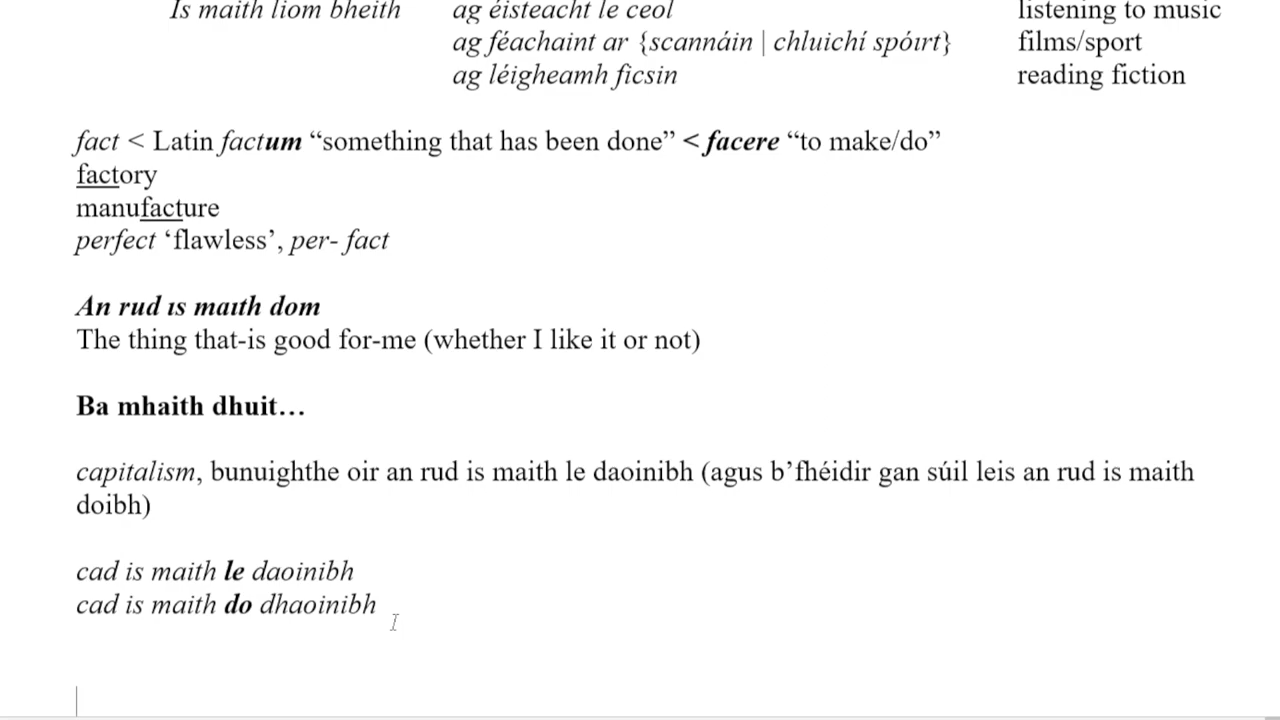 Is maith liom bheith ag éisteacht le ceol listening to music
ag féachaint ar {scannáin | chluichí spóırt} films/sport
ag léigheamh ficsin reading fiction
fact < Latin factum “something that has been done” < facere “to make/do”
factory
manufacture
perfect ‘flawless’, per- fact
An rud ıs maıth dom
The thing that-is good for-me (whether I like it or not)
Ba mhaith dhuit…
capitalism, bunuighthe oir an rud is maith le daoinibh (agus b’fhéidir gan súil leis an rud is maith
doibh)
cad is maith le daoinibh
cad is maith do dhaoinibh